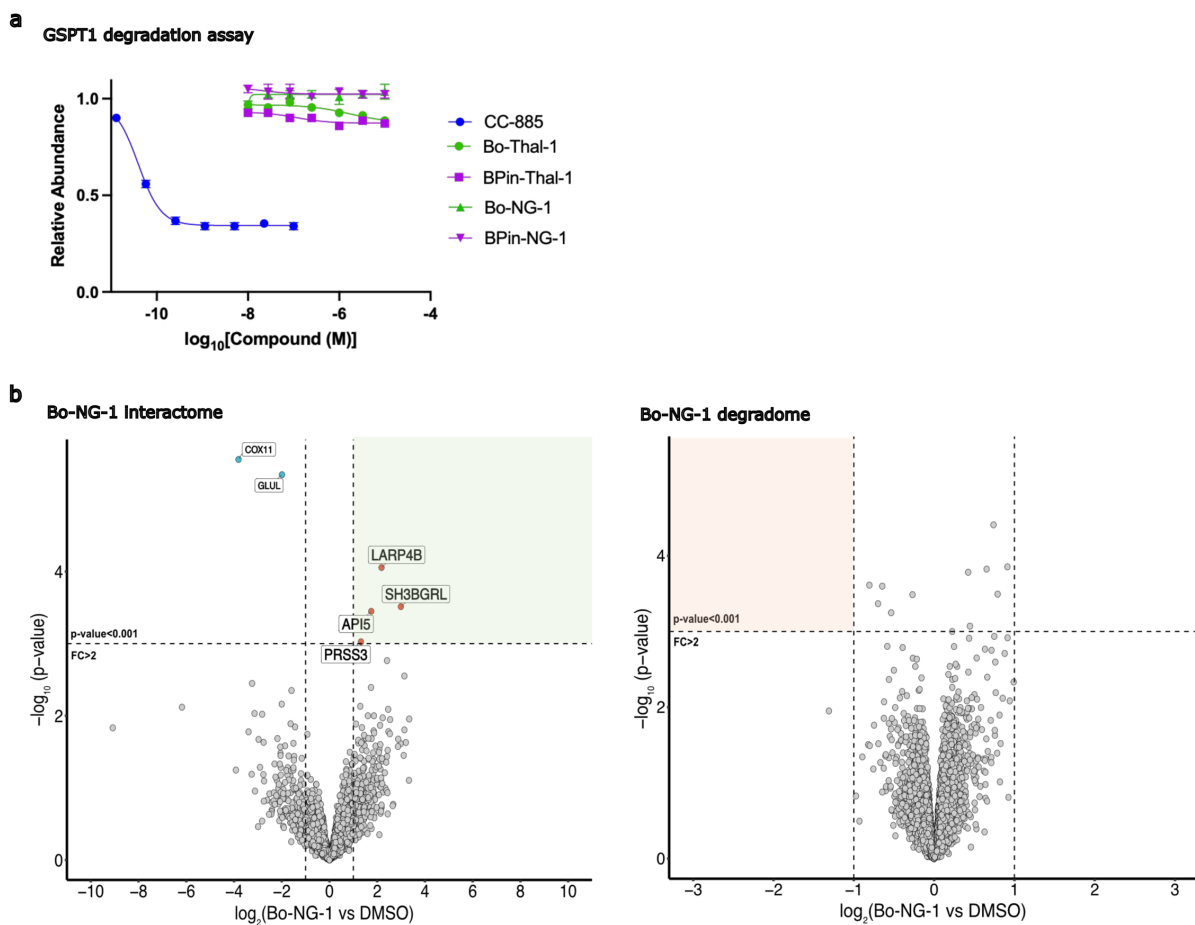 a
GSPT1 degradation assay
Relative Abundance
1.0
0.5
0.0
-10
-8
-6
-4
log10[Compound (M)]
CC-885
Bo-Thal-1
BPin-Thal-1
Bo-NG-1
BPin-NG-1
b
Bo-NG-1 Interactome
COX11
GLUL
LARP4B
SH3BGRL
API5
PRSS3
p-value<0.001
FC>2
−log10 (p−value)
4
2
0
−10
−8
−6
−4
−2
0
2
4
6
8
10
log2(Bo-NG-1 vs DMSO)
Bo-NG-1 degradome
p-value<0.001
FC>2
−log10 (p−value)
4
2
0
−3
−2
−1
0
1
2
3
log2(Bo-NG-1 vs DMSO)